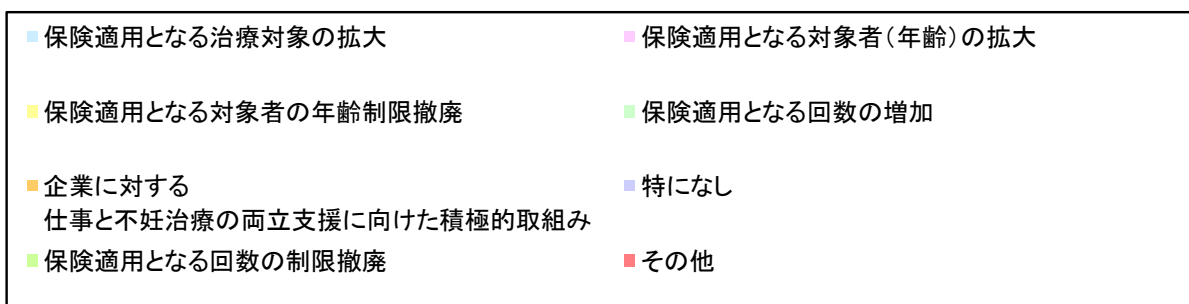 保険適用となる治療対象の拡大
保険適用となる対象者（年齢）の拡大
保険適用となる対象者の年齢制限撤廃
保険適用となる回数の増加
企業に対する
仕事と不妊治療の両立支援に向けた積極的取組み
特になし
保険適用となる回数の制限撤廃
その他